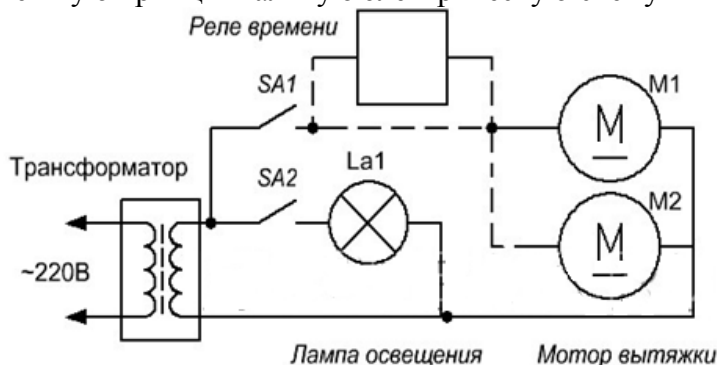 Реле времени
SA1
M1
M
Трансформатор
SA2
La1
M2
M
~220В
Лампа освещения
Мотор вытяжки